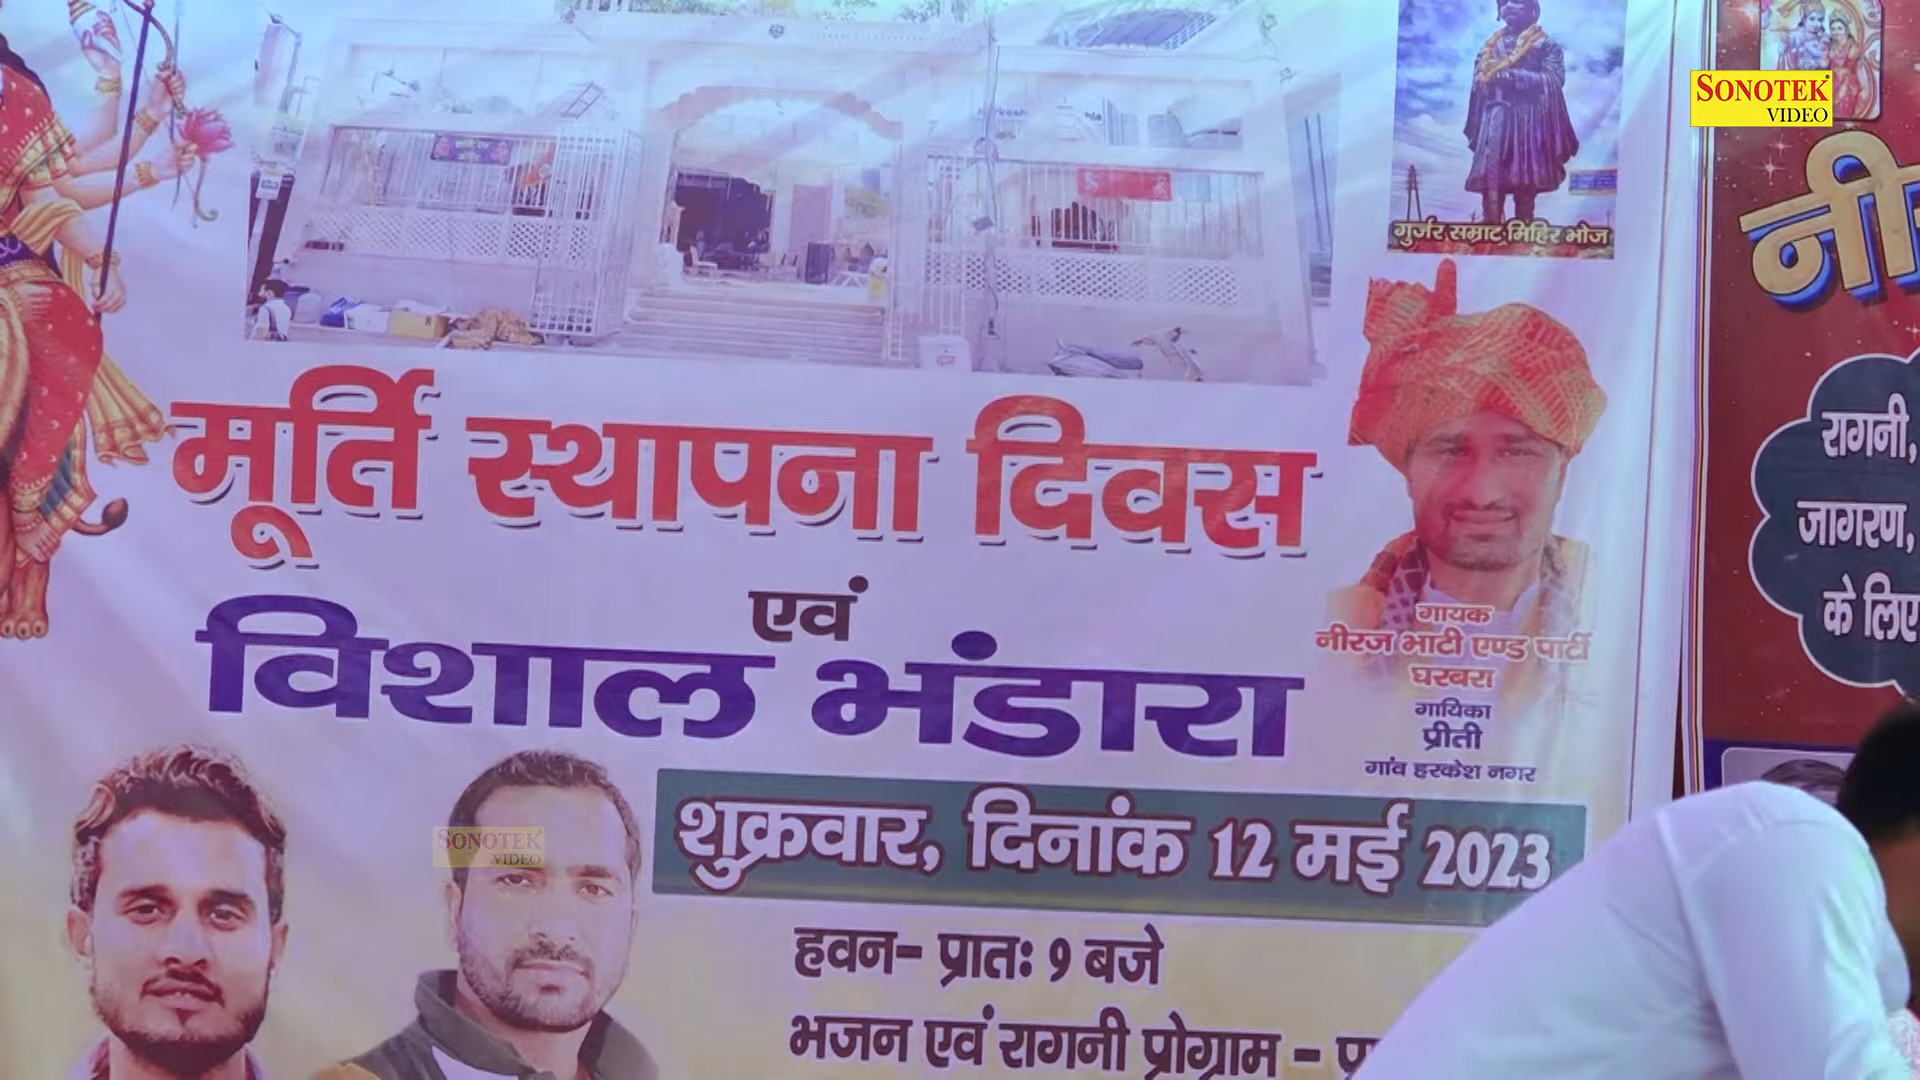 SONOTEK
VIDEO
गुर्जर सम्राट मिहिर भोज
मूर्ति स्थापना दिवस
एवं
विशाल भंडारा
गायक
नीरज भाटी एण्ड पार्टी
घरबरा
गायिका
प्रीती
गांव हरकेश नगर
शुक्रवार, दिनांक 12 मई 2023
हवन- प्रातः 9 बजे
भजन एवं रागनी प्रोग्राम -
SONOTEK
VIDEO
रागनी,
जागरण,
के लिए